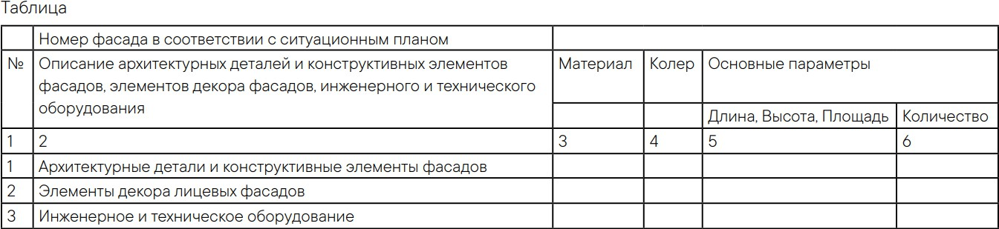 Таблица
Номер фасада в соответствии с ситуационным планом
№ Описание архитектурных деталей и конструктивных элементов Материал Колер Основные параметры
фасадов, элементов декора фасадов, инженерного и технического
оборудования
Длина, Высота, Площадь Количество
1 2 3 4 5 6
1 Архитектурные детали и конструктивные элементы фасадов
2 Элементы декора лицевых фасадов
3 Инженерное и техническое оборудование